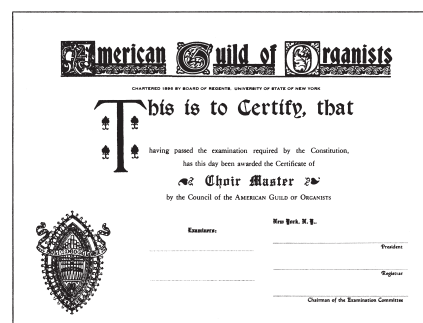 American Guild of Organists
CHARTERED 1896 BY BOARD OF REGENTS, UNIVERSITY OF STATE OF NEW YORK
This is to Certify, that
having passed the examination required by the Constitution,
has this day been awarded the Certificate of
Choir Master
by the Council of the AMERICAN GUILD OF ORGANISTS
New York, N. Y.,
Examiners:
President
Registrar
Chairman of the Examination Committee